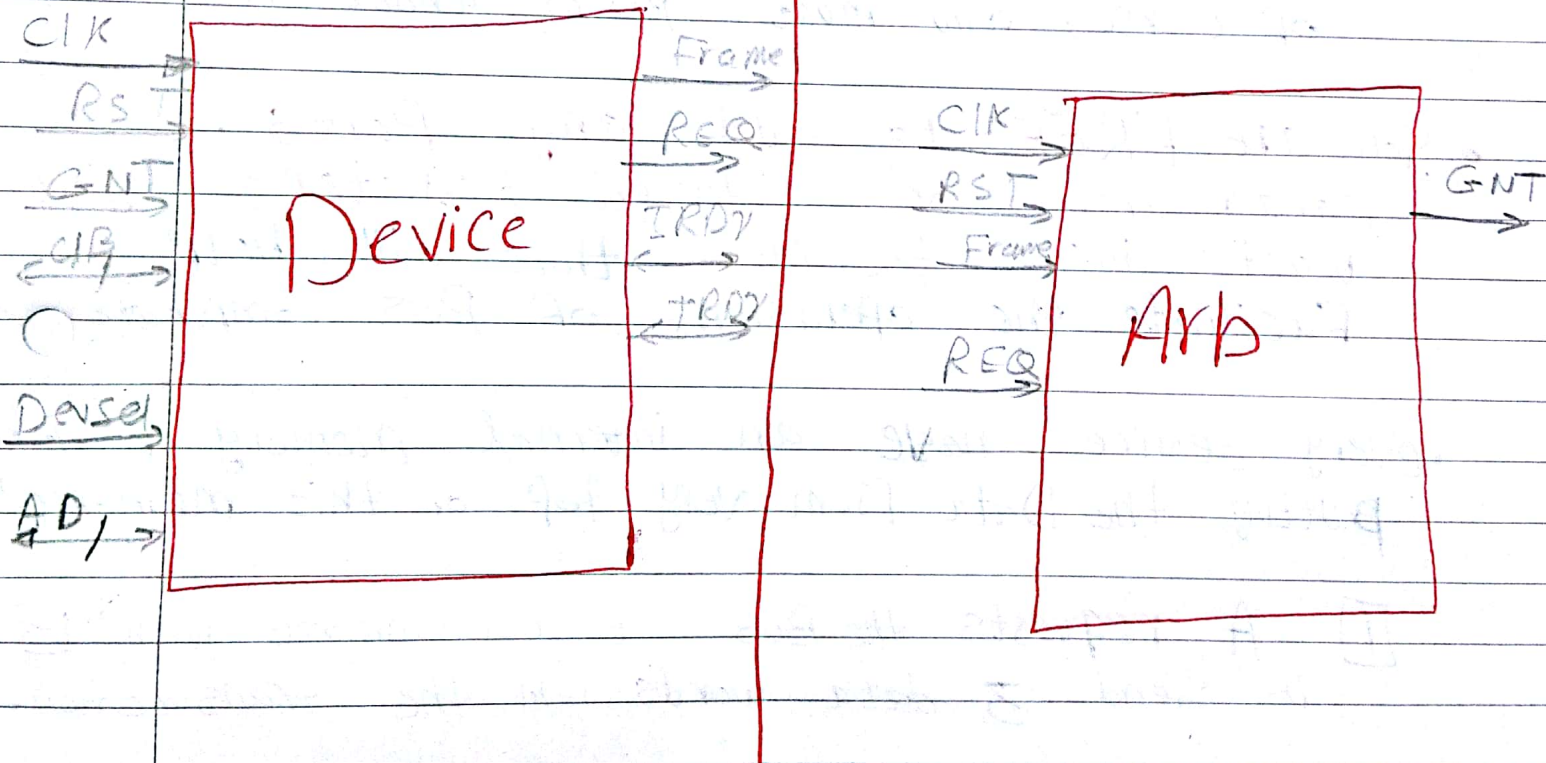 Clk
RST
GNT
C/B
Devsel
AD
Device
Frame
REQ
IRDY
TRDY
Clk
RST
Frame
REQ
Arb
GNT